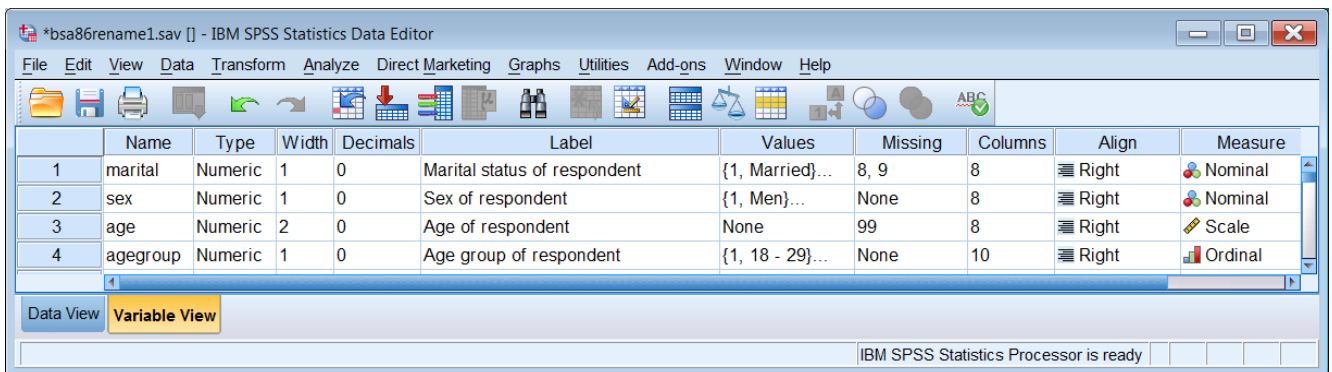 *bsa86rename1.sav [] - IBM SPSS Statistics Data Editor
File Edit View Data Transform Analyze Direct Marketing Graphs Utilities Add-ons Window Help
Name Type Width Decimals Label Values Missing Columns Align Measure
1 marital Numeric 1 0 Marital status of respondent {1, Married}... 8, 9 8 Right Nominal
2 sex Numeric 1 0 Sex of respondent {1, Men}... None 8 Right Nominal
3 age Numeric 2 0 Age of respondent None 99 8 Right Scale
4 agegroup Numeric 1 0 Age group of respondent {1, 18 - 29}... None 10 Right Ordinal
Data View Variable View
IBM SPSS Statistics Processor is ready